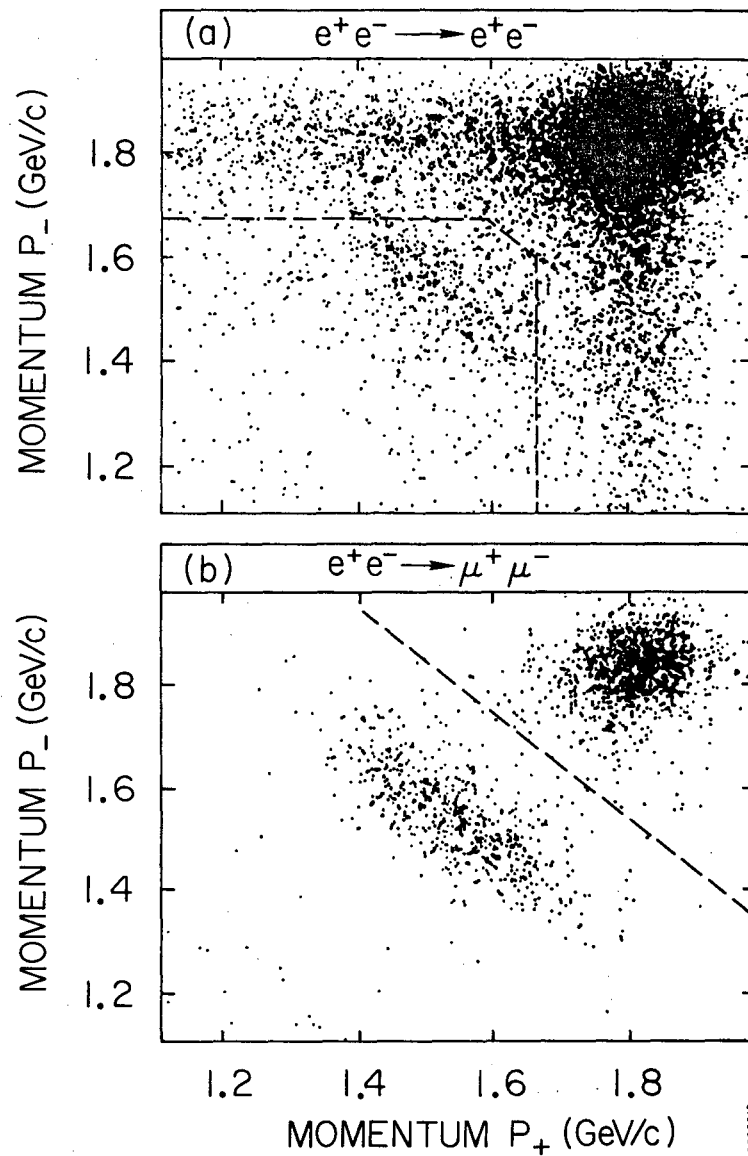 (a) e⁺e⁻ → e⁺e⁻
MOMENTUM P₋ (GeV/c)
1.8
1.6
1.4
1.2
(b) e⁺e⁻ → μ⁺μ⁻
MOMENTUM P₋ (GeV/c)
1.8
1.6
1.4
1.2
1.2 1.4 1.6 1.8
MOMENTUM P₊ (GeV/c)